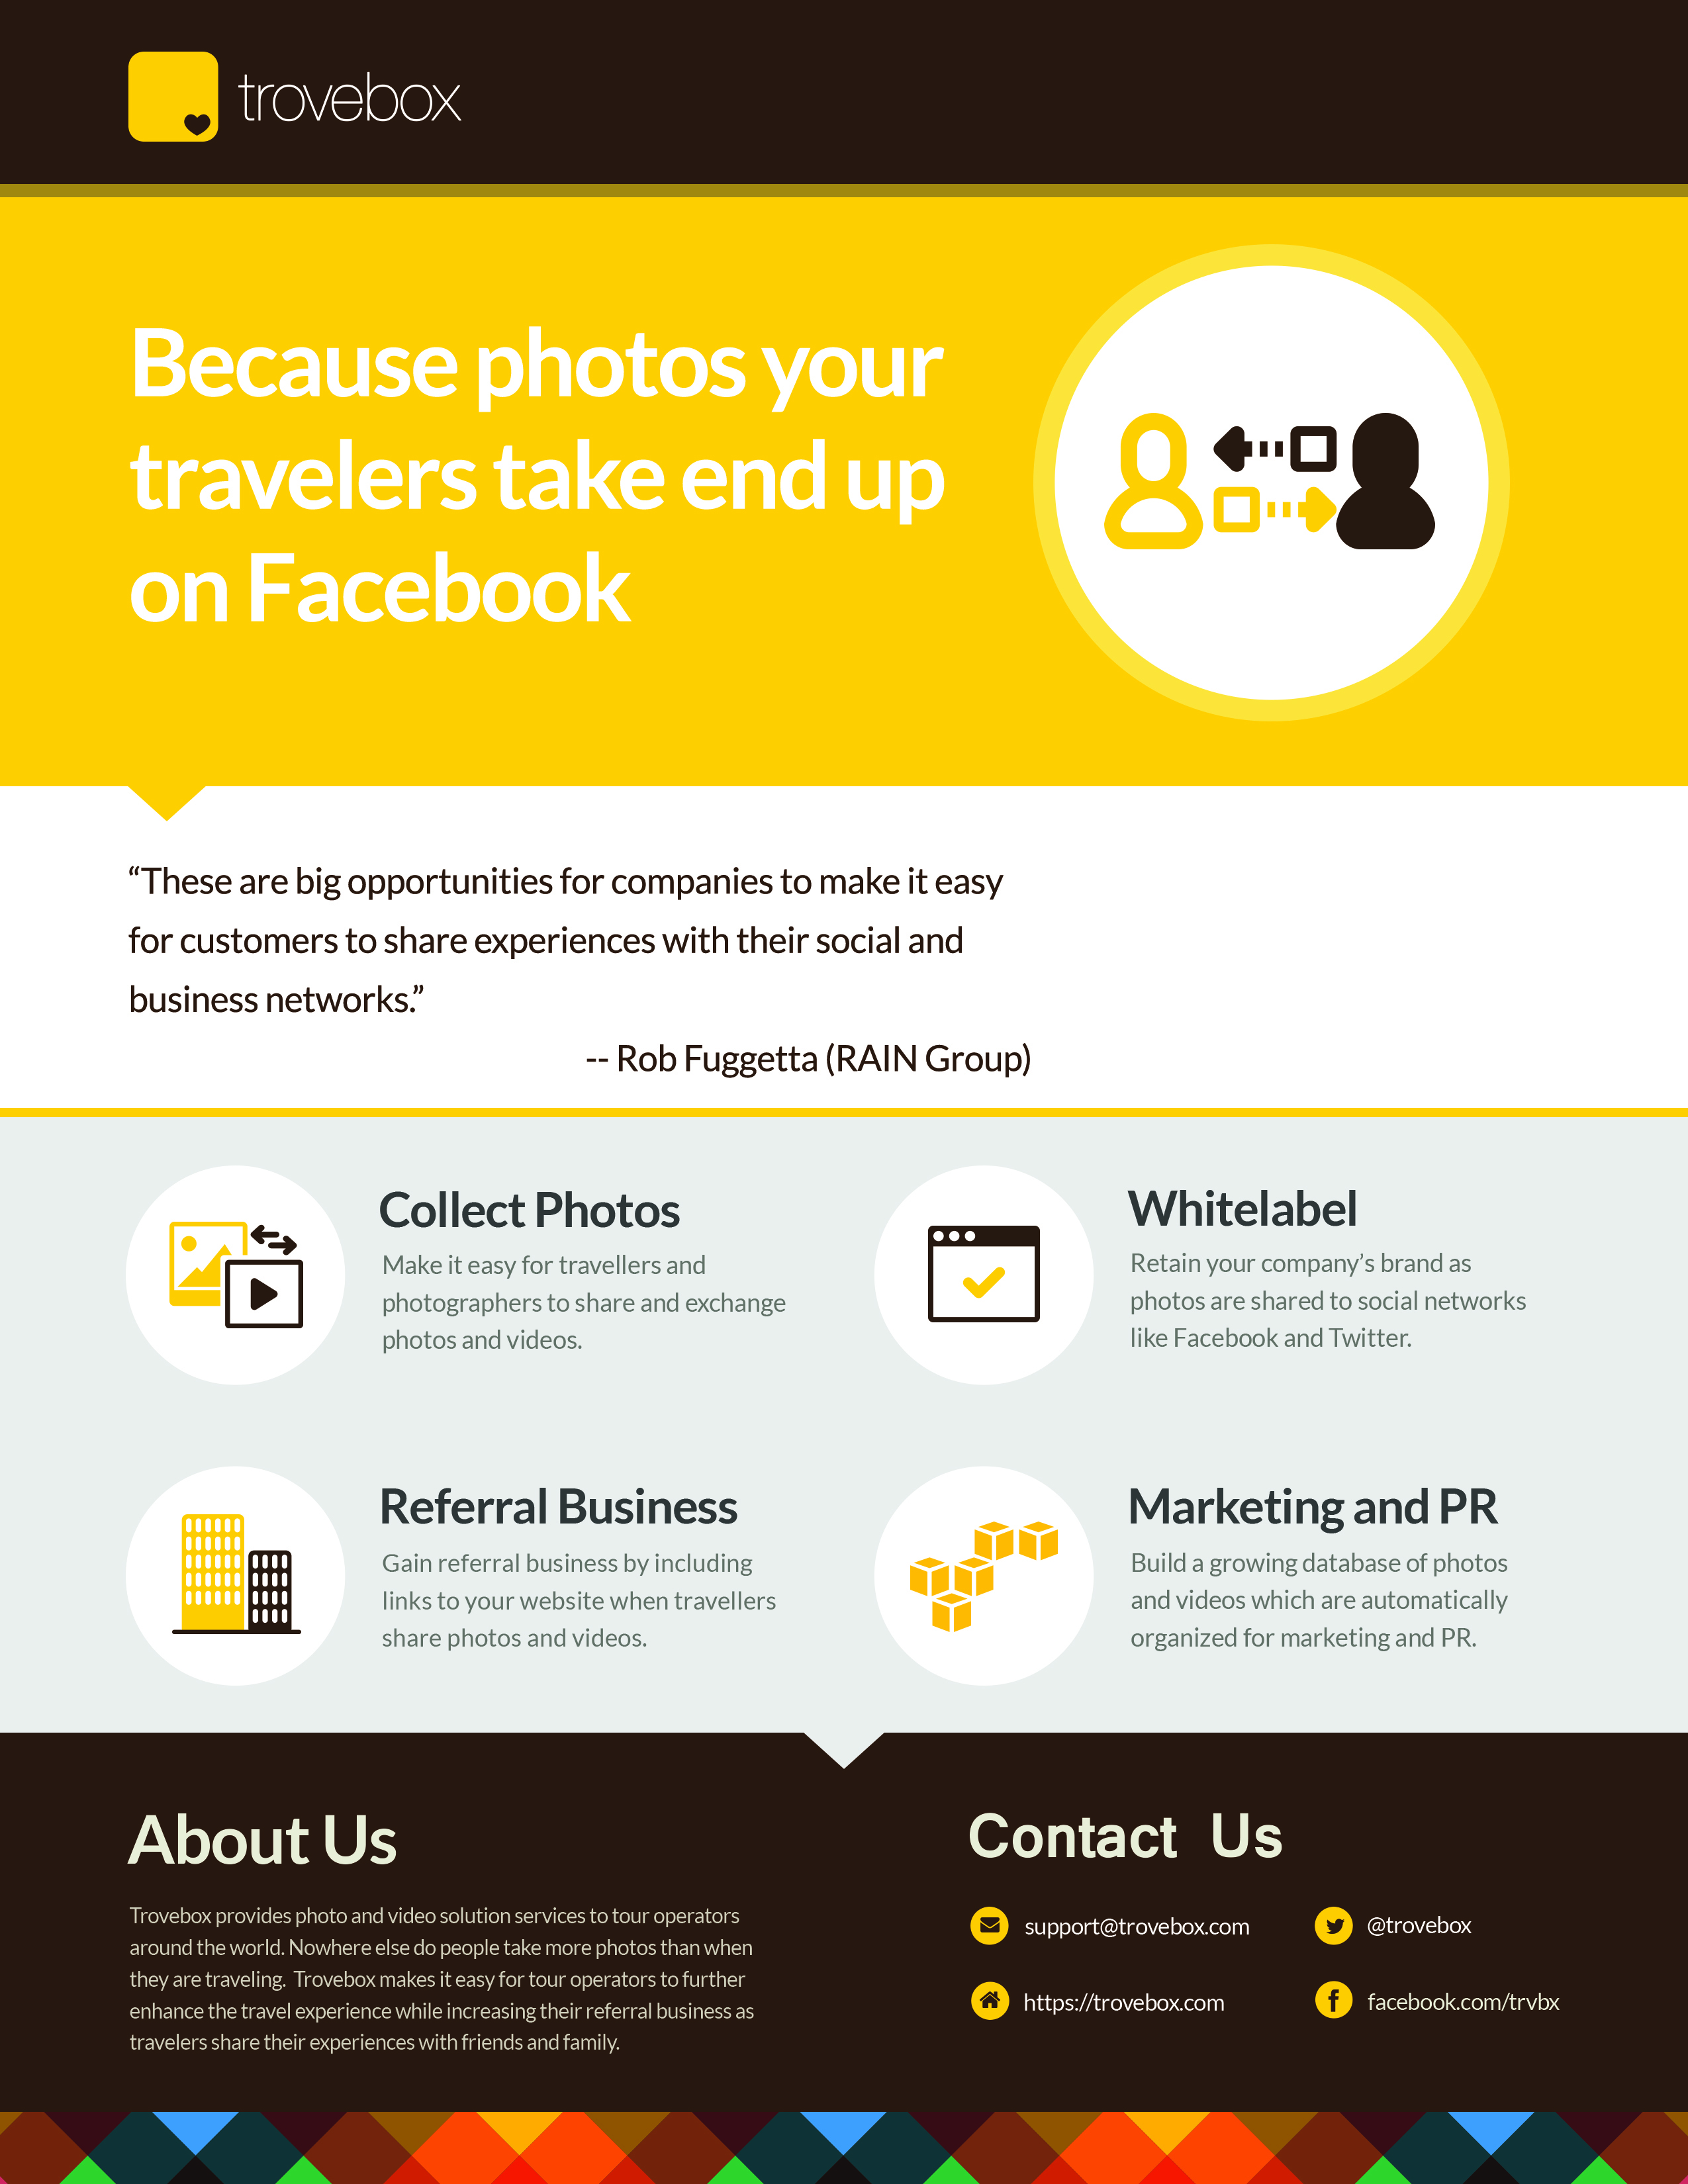 trovebox
Because photos your
travelers take end up
on Facebook
“These are big opportunities for companies to make it easy
for customers to share experiences with their social and
business networks.”
-- Rob Fuggetta (RAIN Group)
Collect Photos
Make it easy for travellers and
photographers to share and exchange
photos and videos.
Whitelabel
Retain your company’s brand as
photos are shared to social networks
like Facebook and Twitter.
Referral Business
Gain referral business by including
links to your website when travellers
share photos and videos.
Marketing and PR
Build a growing database of photos
and videos which are automatically
organized for marketing and PR.
About Us
Trovebox provides photo and video solution services to tour operators
around the world. Nowhere else do people take more photos than when
they are traveling.  Trovebox makes it easy for tour operators to further
enhance the travel experience while increasing their referral business as
travelers share their experiences with friends and family.
Contact Us
support@trovebox.com
@trovebox
https://trovebox.com
facebook.com/trvbx